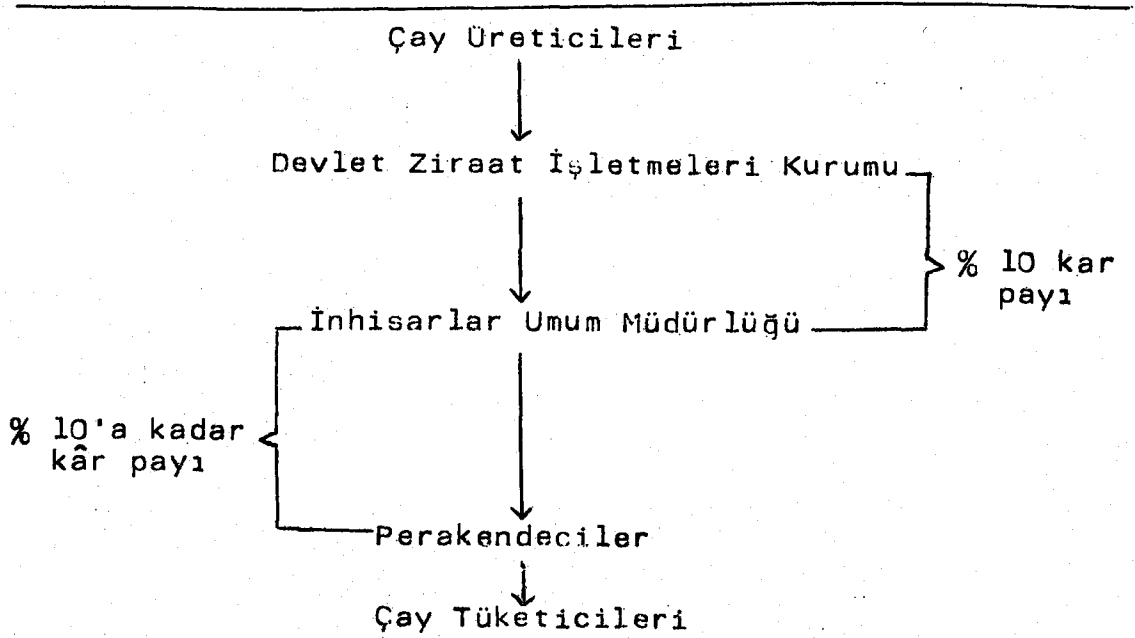 Çay Üreticileri
Devlet Ziraat İşletmeleri Kurumu
% 10 kar
payı
İnhisarlar Umum Müdürlüğü
% 10'a kadar
kâr payı
Perakendeciler
Çay Tüketicileri